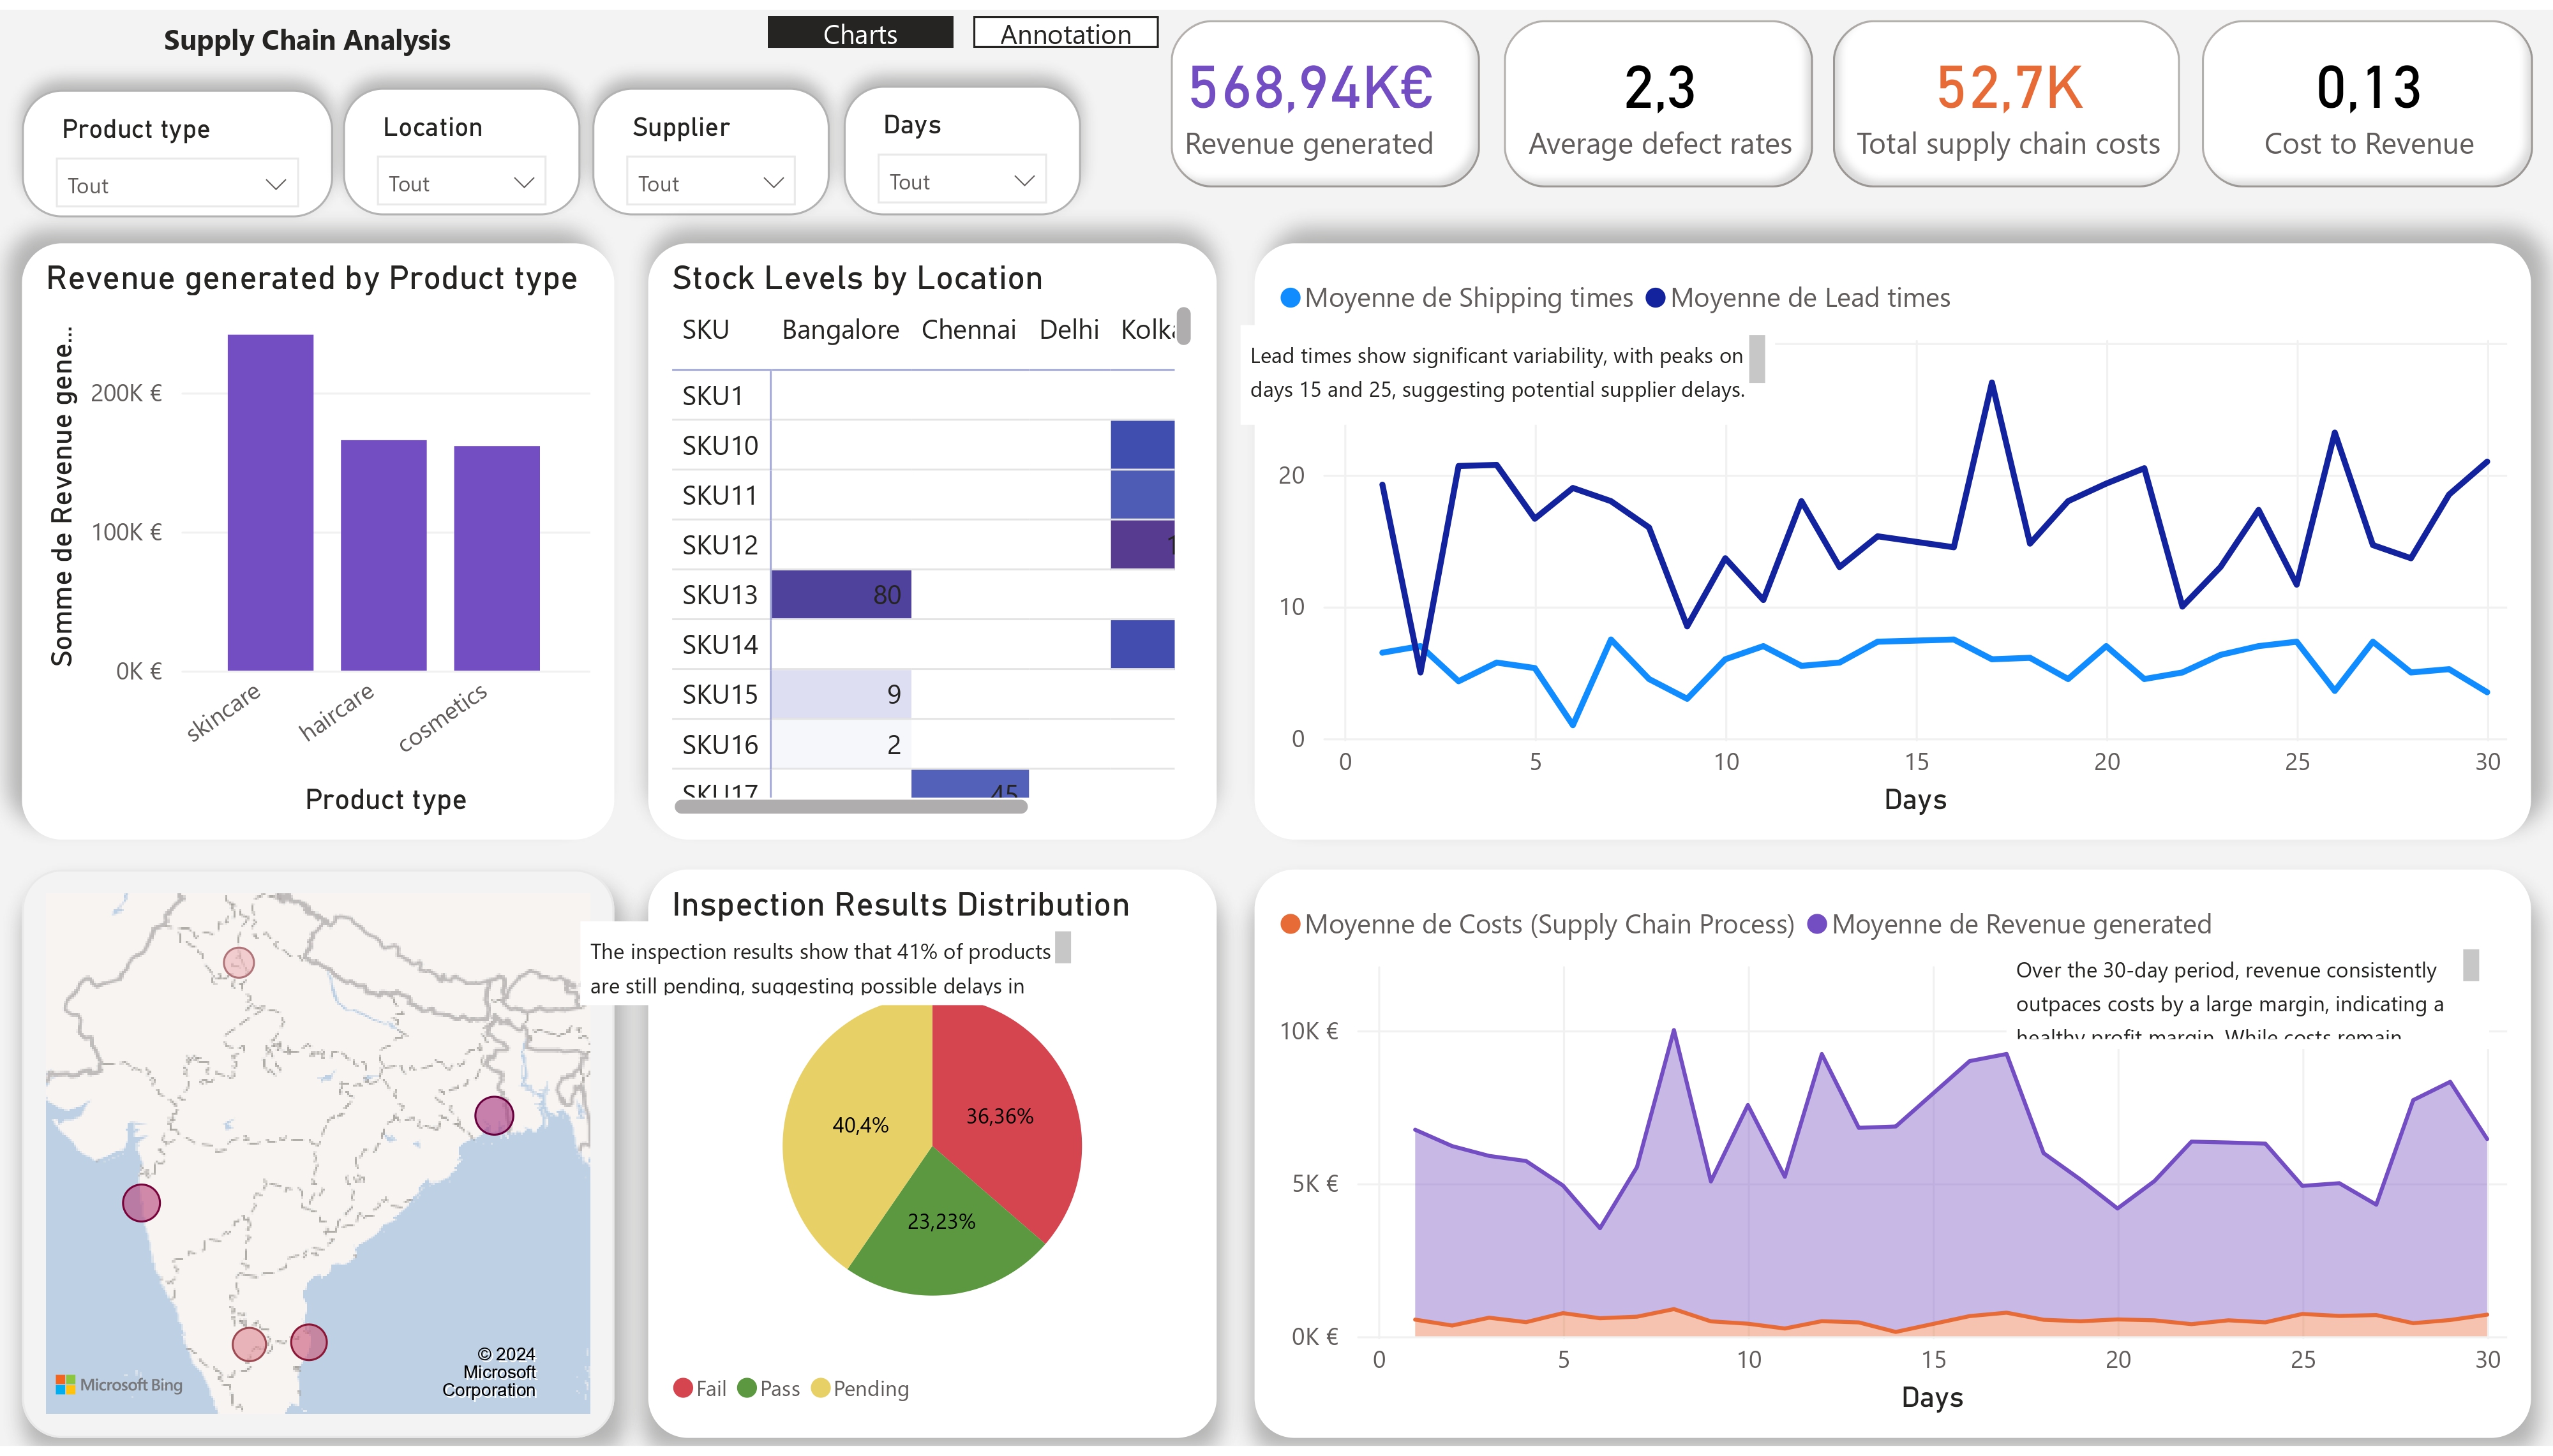 Supply Chain Analysis
Charts
Annotation
Product type
Tout
Location
Tout
Supplier
Tout
Days
Tout
568,94K€
Revenue generated
2,3
Average defect rates
52,7K
Total supply chain costs
0,13
Cost to Revenue
Revenue generated by Product type
Somme de Revenue gene...
200K €
100K €
0K €
skincare
haircare
cosmetics
Product type
Stock Levels by Location
SKU Bangalore Chennai Delhi
SKU1
SKU10
SKU11
SKU12 1
SKU13 80
SKU14
SKU15 9
SKU16 2
SKU17 45
Moyenne de Shipping times Moyenne de Lead times
Lead times show significant variability, with peaks on
days 15 and 25, suggesting potential supplier delays.
20
10
0
0 5 10 15 20 25 30
Days
© 2024
Microsoft
Corporation
Microsoft Bing
Inspection Results Distribution
The inspection results show that 41% of products
are still pending, suggesting possible delays in
40,4%
36,36%
23,23%
Fail Pass Pending
Moyenne de Costs (Supply Chain Process) Moyenne de Revenue generated
Over the 30-day period, revenue consistently
outpaces costs by a large margin, indicating a
healthy profit margin. While costs remain
10K €
5K €
0K €
0 5 10 15 20 25 30
Days